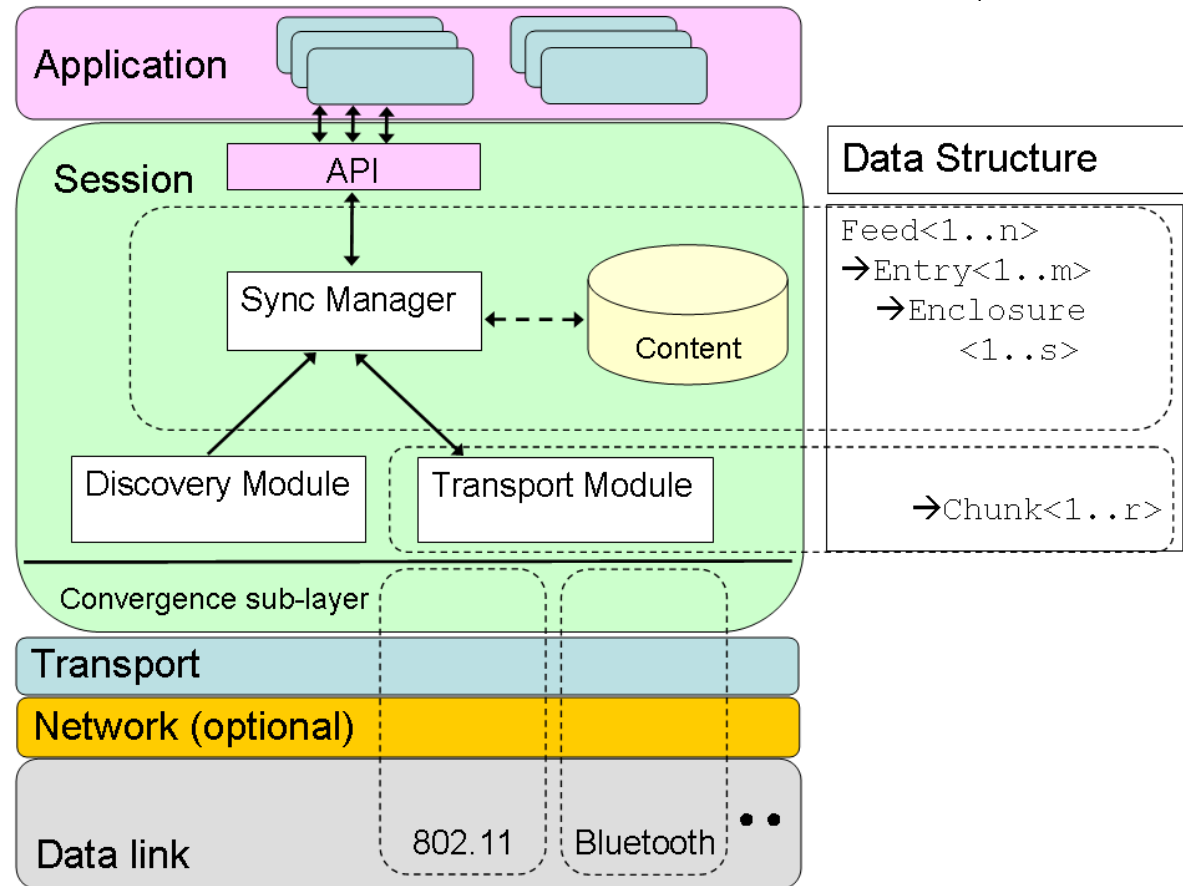 Application
Session
API
Sync Manager
Content
Discovery Module
Transport Module
Convergence sub-layer
Transport
Network (optional)
Data link
802.11
Bluetooth
Data Structure
Feed<1..n>
→Entry<1..m>
→Enclosure
<1..s>
→Chunk<1..r>